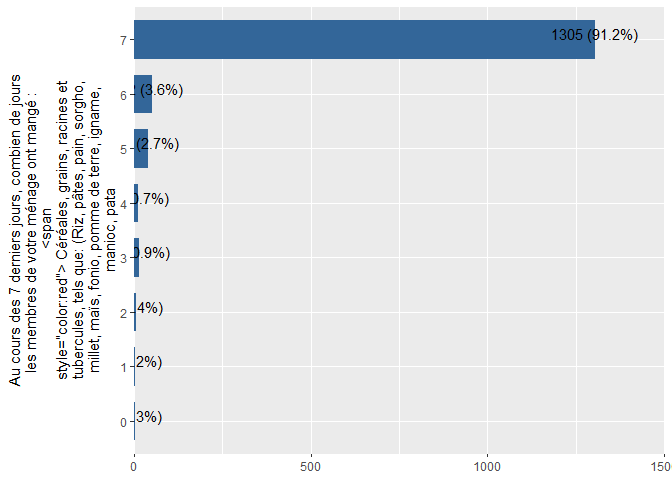 Au cours des 7 derniers jours, combien de jours
les membres de votre ménage ont mangé :
<span
style="color:red"> Céréales, grains, racines et
tubercules, tels que: (Riz, pâtes, pain, sorgho,
millet, maïs, fonio, pomme de terre, igname,
manioc, pata
7
1305 (91.2%)
6
(3.6%)
5
(2.7%)
4
0.7%)
3
0.9%)
2
4%)
1
2%)
0
3%)
0
500
1000
150